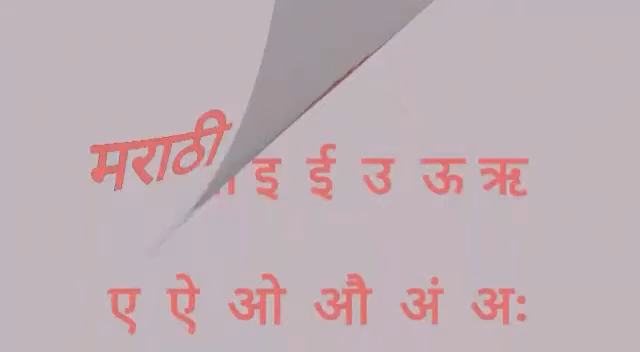 मराठी
इ ई उ ऊ ऋ
ए ऐ ओ औ अं अः